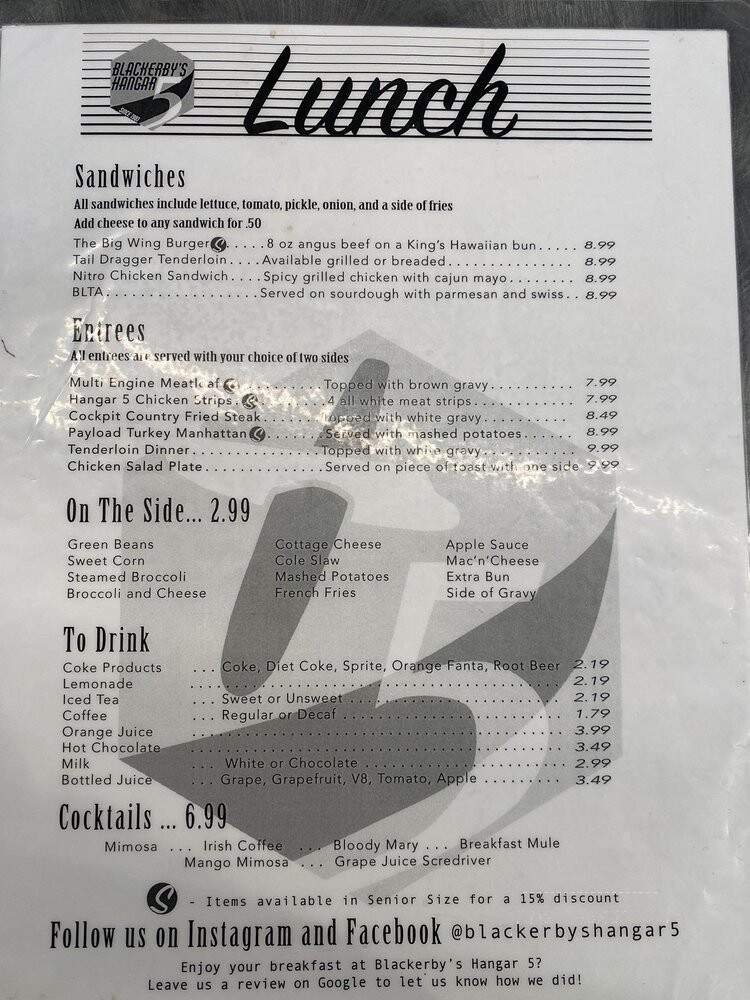 BLACKERBY'S
HANGAR
5
Lunch
Sandwiches
All sandwiches include lettuce, tomato, pickle, onion, and a side of fries
Add cheese to any sandwich for .50
The Big Wing Burger S.....8 oz angus beef on a King's Hawaiian bun..... 8.99
Tail Dragger Tenderloin....Available grilled or breaded............... 8.99
Nitro Chicken Sandwich....Spicy grilled chicken with cajun mayo........ 8.99
BLTA..................Served on sourdough with parmesan and swiss.. 8.99
Entrees
All entrees are served with your choice of two sides
Multi Engine Meatloaf S...........Topped with brown gravy.......... 7.99
Hangar 5 Chicken Strips.S.........4 all white meat strips............ 7.99
Cockpit Country Fried Steak........Topped with white gravy........... 8.49
Payload Turkey Manhattan S.......Served with mashed potatoes...... 8.99
Tenderloin Dinner................Topped with white gravy........... 9.99
Chicken Salad Plate..............Served on piece of toast with one side 9.99
On The Side... 2.99
Green Beans Cottage Cheese Apple Sauce
Sweet Corn Cole Slaw Mac'n'Cheese
Steamed Broccoli Mashed Potatoes Extra Bun
Broccoli and Cheese French Fries Side of Gravy
To Drink
Coke Products ... Coke, Diet Coke, Sprite, Orange Fanta, Root Beer 2.19
Lemonade ........................................ 2.19
Iced Tea ... Sweet or Unsweet ........................ 2.19
Coffee ... Regular or Decaf ........................ 1.79
Orange Juice ........................................ 3.99
Hot Chocolate ........................................ 3.49
Milk ... White or Chocolate ...................... 2.99
Bottled Juice ... Grape, Grapefruit, V8, Tomato, Apple ......... 3.49
Cocktails ... 6.99
Mimosa ... Irish Coffee ... Bloody Mary ... Breakfast Mule
Mango Mimosa ... Grape Juice Scredriver
S - Items available in Senior Size for a 15% discount
Follow us on Instagram and Facebook @blackerbyshangar5
Enjoy your breakfast at Blackerby's Hangar 5?
Leave us a review on Google to let us know how we did!